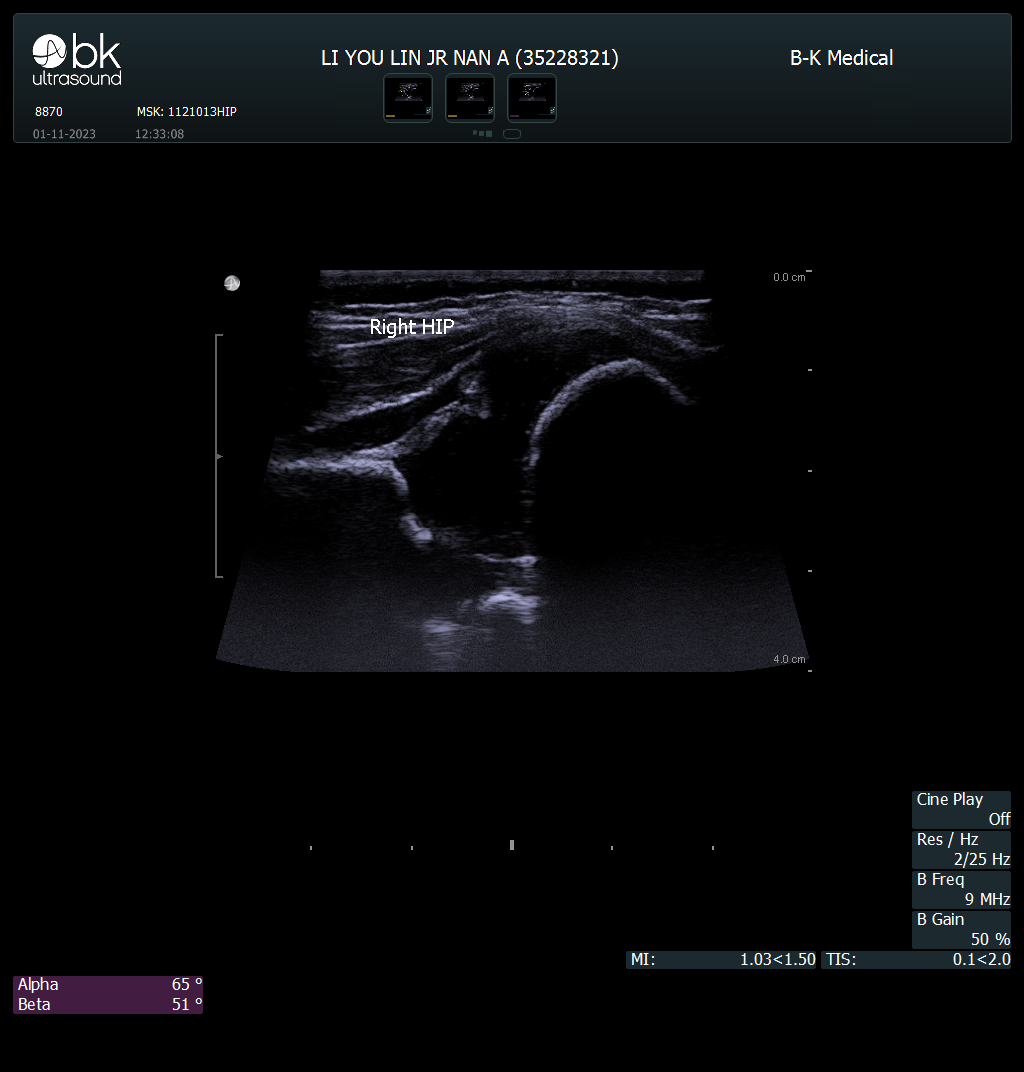 bk
ultrasound
LI YOU LIN JR NAN A (35228321)
B-K Medical
8870
MSK: 1121013HIP
01-11-2023
12:33:08
0.0 cm
Right HIP
4.0 cm
Cine Play
Off
Res / Hz
2/25 Hz
B Freq
9 MHz
B Gain
50 %
MI: 1.03<1.50
TIS: 0.1<2.0
Alpha 65 º
Beta 51 º